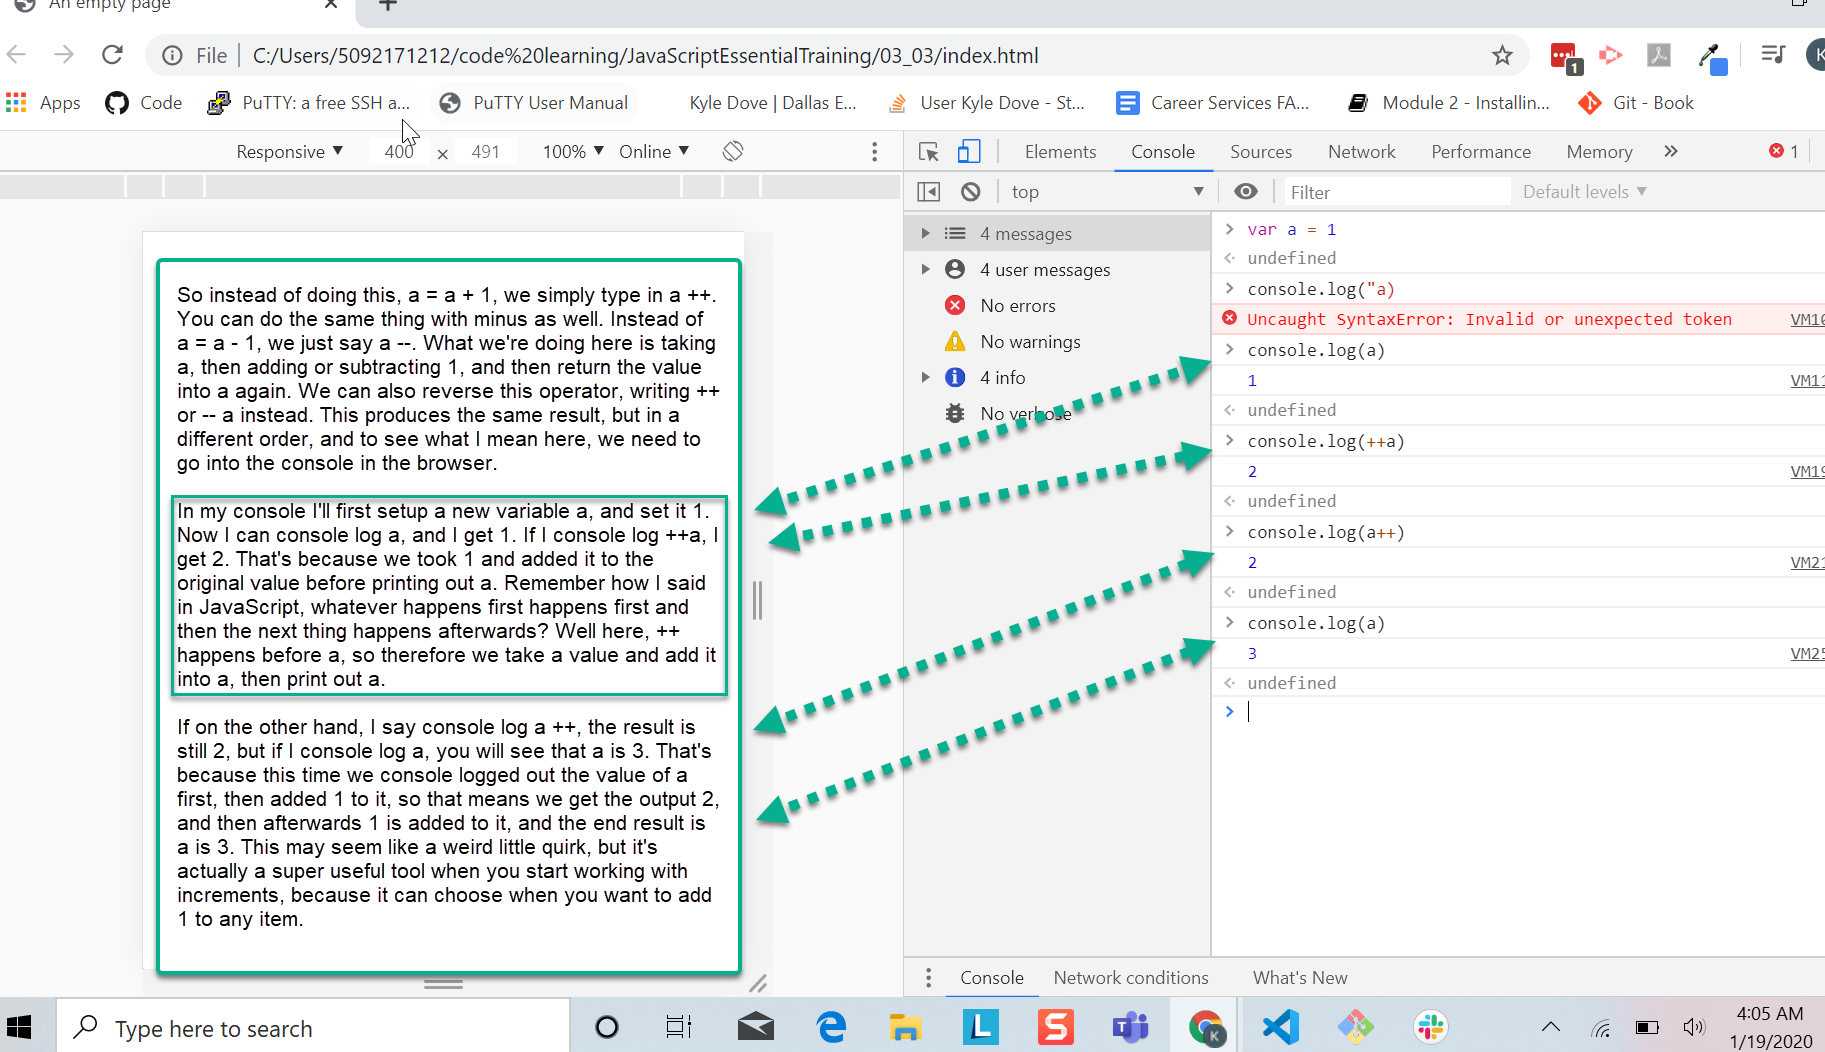 An empty page
File
C:/Users/5092171212/code%20learning/JavaScriptEssentialTraining/03_03/index.html
1
K
Apps
Code
PuTTY: a free SSH a...
PuTTY User Manual
Kyle Dove | Dallas E...
User Kyle Dove - St...
Career Services FA...
Module 2 - Installin...
Git - Book
Responsive ▼ 400 × 491 100% ▼ Online ▼
Elements Console Sources Network Performance Memory » 1
top ▼ Filter Default levels ▼
4 messages
4 user messages
No errors
No warnings
4 info
No verbose
So instead of doing this, a = a + 1, we simply type in a ++.
You can do the same thing with minus as well. Instead of
a = a - 1, we just say a --. What we're doing here is taking
a, then adding or subtracting 1, and then return the value
into a again. We can also reverse this operator, writing ++
or -- a instead. This produces the same result, but in a
different order, and to see what I mean here, we need to
go into the console in the browser.
In my console I'll first setup a new variable a, and set it 1.
Now I can console log a, and I get 1. If I console log ++a, I
get 2. That's because we took 1 and added it to the
original value before printing out a. Remember how I said
in JavaScript, whatever happens first happens first and
then the next thing happens afterwards? Well here, ++
happens before a, so therefore we take a value and add it
into a, then print out a.
If on the other hand, I say console log a ++, the result is
still 2, but if I console log a, you will see that a is 3. That's
because this time we console logged out the value of a
first, then added 1 to it, so that means we get the output 2,
and then afterwards 1 is added to it, and the end result is
a is 3. This may seem like a weird little quirk, but it's
actually a super useful tool when you start working with
increments, because it can choose when you want to add
1 to any item.
> var a = 1
undefined
> console.log("a)
Uncaught SyntaxError: Invalid or unexpected token VM10
> console.log(a)
1 VM11
undefined
> console.log(++a)
2 VM19
undefined
> console.log(a++)
2 VM21
undefined
> console.log(a)
3 VM25
undefined
>
Console Network conditions What's New
Type here to search
L
S
T
K
4:05 AM
1/19/2020